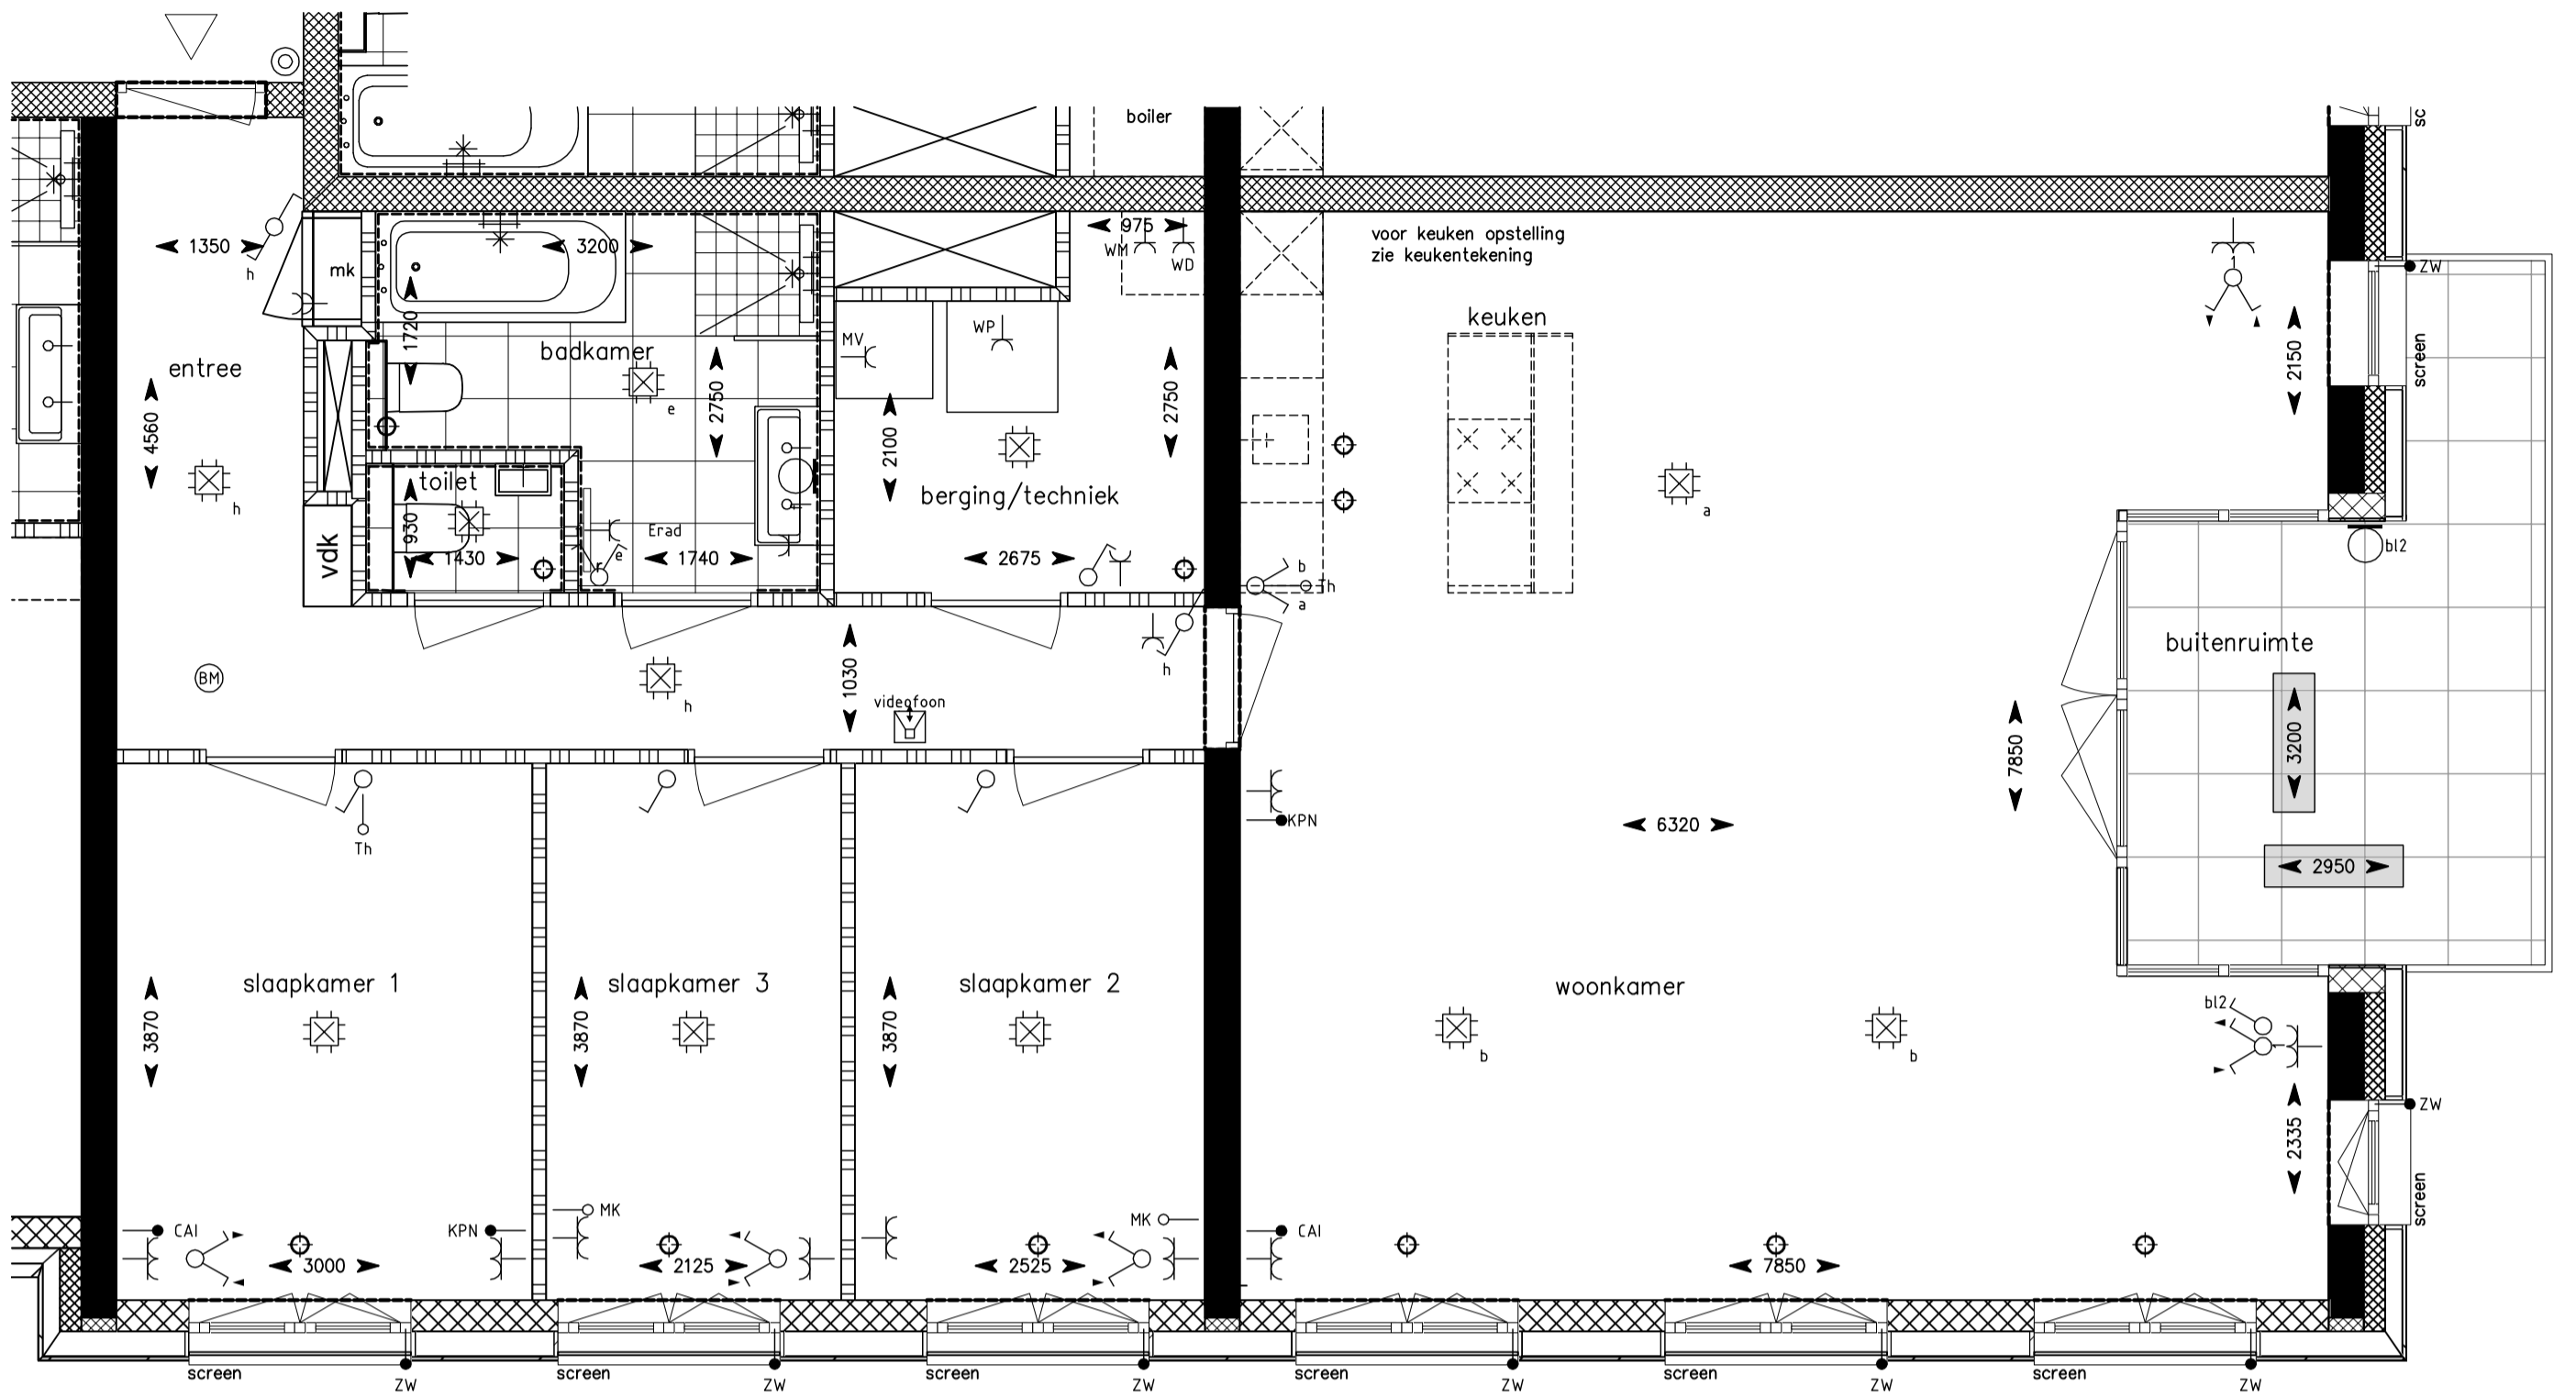 boiler
sc
1350
h
mk
3200
975
WM
WD
voor keuken opstelling
zie keukentekening
1
ZW
screen
keuken
entree
1720
badkamer
MV
WP
2150
4560
e
2750
2100
2750
h
toilet
berging/techniek
a
vdk
930
1430
Erad
e
r
1740
2675
b
Th
a
bl2
BM
h
1030
videofoon
h
buitenruimte
3200
7850
KPN
6320
2950
Th
slaapkamer 1
slaapkamer 3
slaapkamer 2
woonkamer
3870
3870
3870
b
b
bl2
ZW
2335
screen
CAI
KPN
MK
MK
CAI
3000
2125
2525
7850
screen
ZW
screen
ZW
screen
ZW
screen
ZW
screen
ZW
screen
ZW